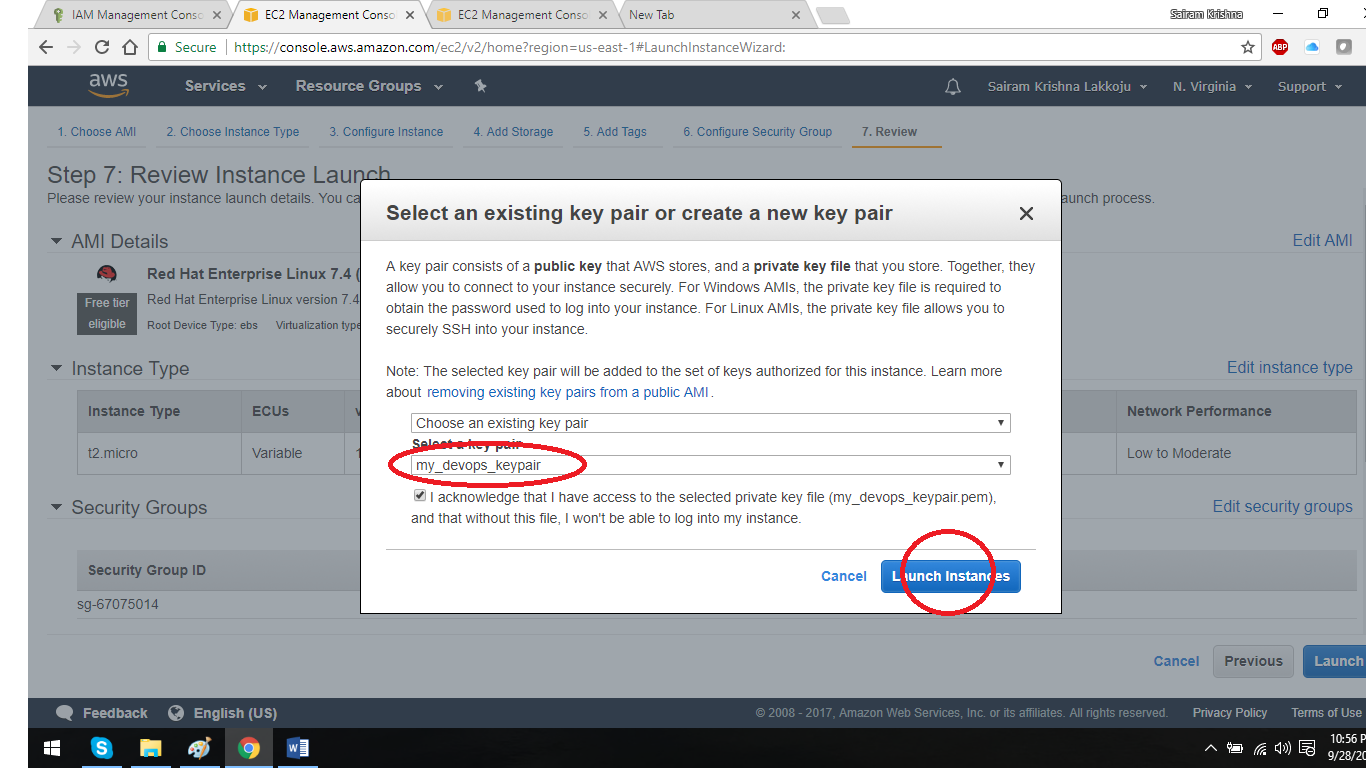 IAM Management Conso
EC2 Management Conso
EC2 Management Conso
New Tab
Sairam Krishna
Secure
https://console.aws.amazon.com/ec2/v2/home?region=us-east-1#LaunchInstanceWizard:
ABP
aws
Services
Resource Groups
Sairam Krishna Lakkoju
N. Virginia
Support
1. Choose AMI
2. Choose Instance Type
3. Configure Instance
4. Add Storage
5. Add Tags
6. Configure Security Group
7. Review
Step 7: Review Instance Launch
Please review your instance launch details. You ca
aunch process.
AMI Details
Edit AMI
Red Hat Enterprise Linux 7.4 (
Free tier
eligible
Red Hat Enterprise Linux version 7.4
Root Device Type: ebs Virtualization type
Instance Type
Edit instance type
Instance Type
ECUs
v
Network Performance
t2.micro
Variable
1
Low to Moderate
Security Groups
Edit security groups
Security Group ID
sg-67075014
Select an existing key pair or create a new key pair
A key pair consists of a public key that AWS stores, and a private key file that you store. Together, they
allow you to connect to your instance securely. For Windows AMIs, the private key file is required to
obtain the password used to log into your instance. For Linux AMIs, the private key file allows you to
securely SSH into your instance.
Note: The selected key pair will be added to the set of keys authorized for this instance. Learn more
about removing existing key pairs from a public AMI.
Choose an existing key pair
Select a key pair
my_devops_keypair
I acknowledge that I have access to the selected private key file (my_devops_keypair.pem),
and that without this file, I won't be able to log into my instance.
Cancel
Launch Instances
Cancel
Previous
Launch
Feedback
English (US)
© 2008 - 2017, Amazon Web Services, Inc. or its affiliates. All rights reserved.
Privacy Policy
Terms of Use
10:56 P
9/28/20